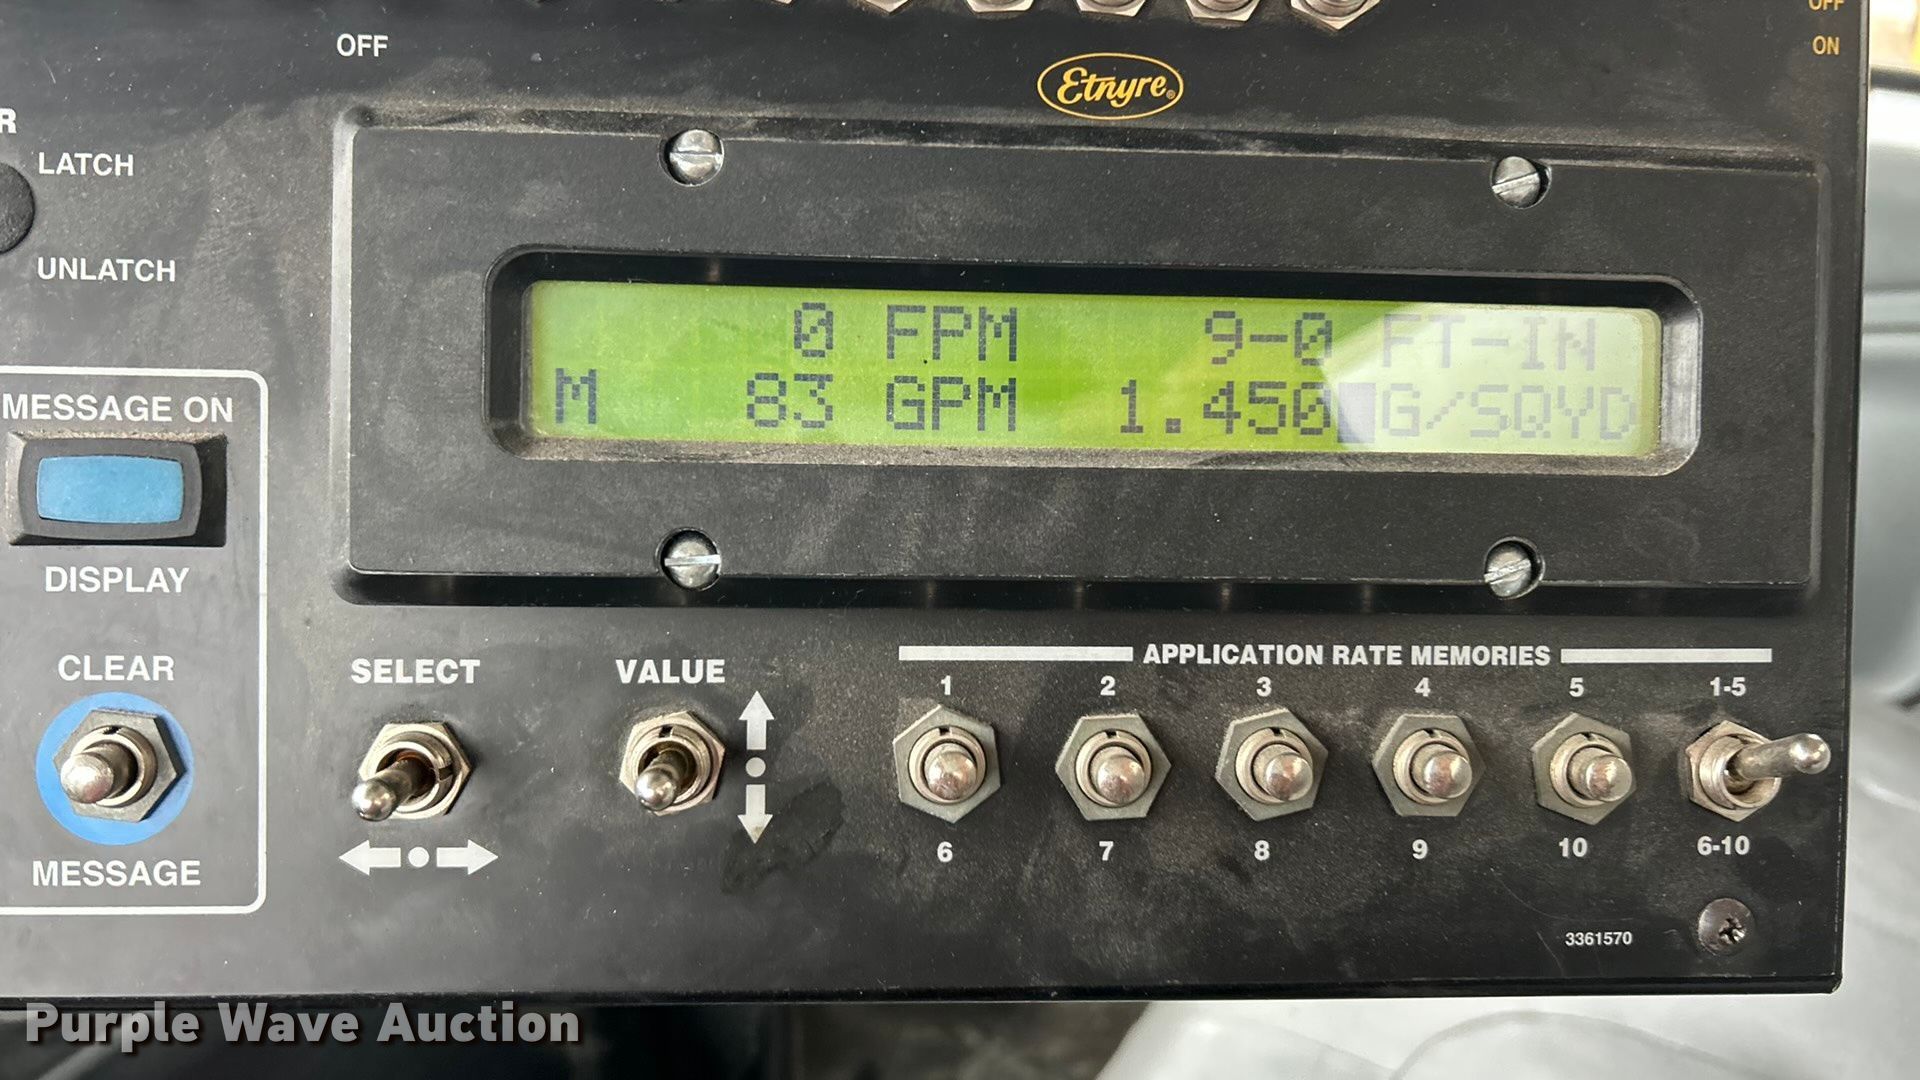 OFF
OFF
ON
Etnyre®
R
LATCH
UNLATCH
0 FPM 9-0 FT-IN
M 83 GPM 1.450 G/SQYD
MESSAGE ON
DISPLAY
CLEAR
MESSAGE
SELECT
VALUE
APPLICATION RATE MEMORIES
1 2 3 4 5 1-5
6 7 8 9 10 6-10
3361570
Purple Wave Auction